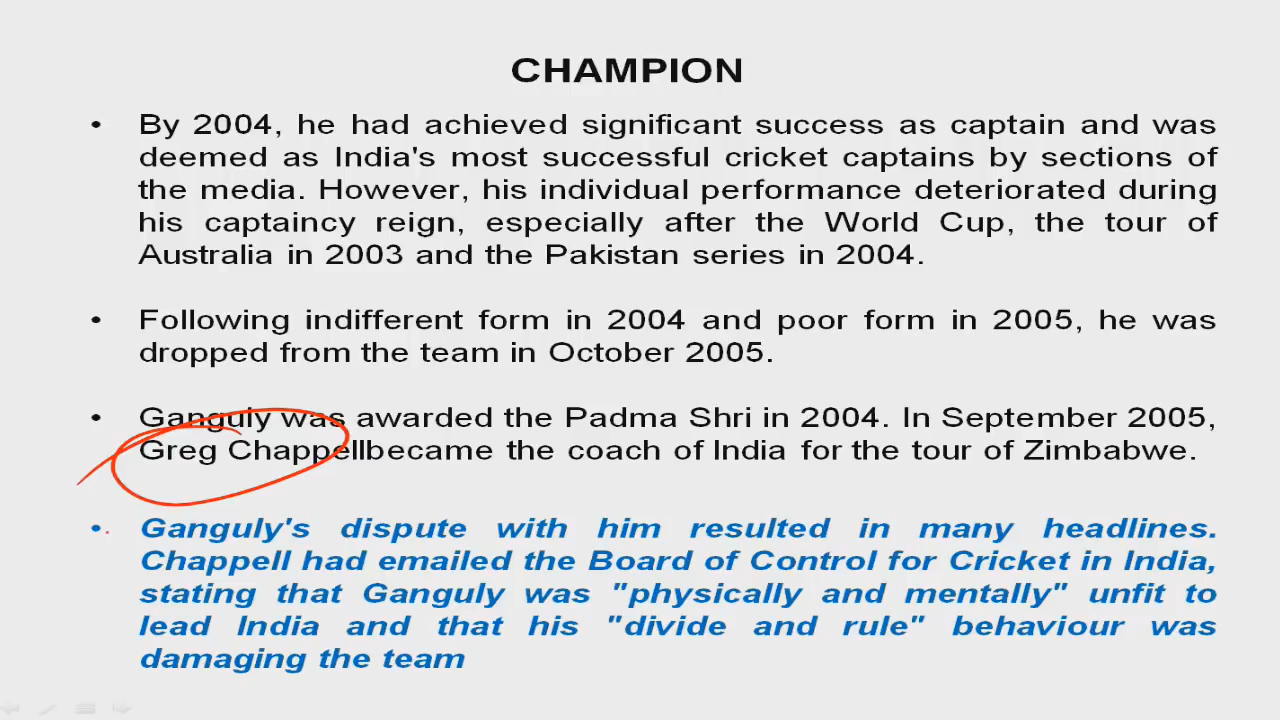 CHAMPION
• By 2004, he had achieved significant success as captain and was
deemed as India's most successful cricket captains by sections of
the media. However, his individual performance deteriorated during
his captaincy reign, especially after the World Cup, the tour of
Australia in 2003 and the Pakistan series in 2004.
• Following indifferent form in 2004 and poor form in 2005, he was
dropped from the team in October 2005.
• Ganguly was awarded the Padma Shri in 2004. In September 2005,
Greg Chappellbecame the coach of India for the tour of Zimbabwe.
• Ganguly's dispute with him resulted in many headlines.
Chappell had emailed the Board of Control for Cricket in India,
stating that Ganguly was "physically and mentally" unfit to
lead India and that his "divide and rule" behaviour was
damaging the team